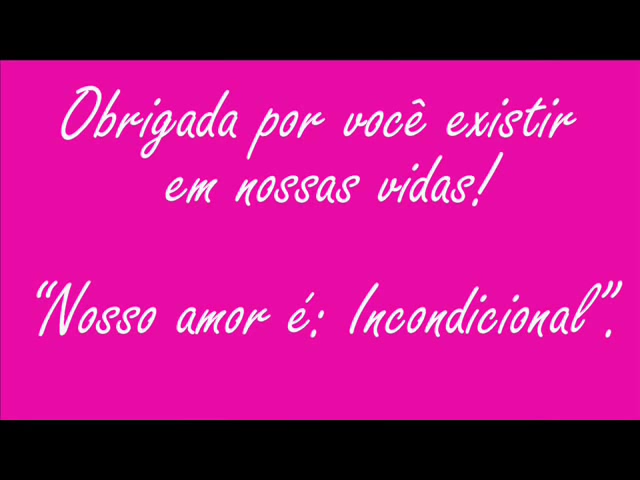 Obrigada por você existir
em nossas vidas!
“Nosso amor é: Incondicional”.